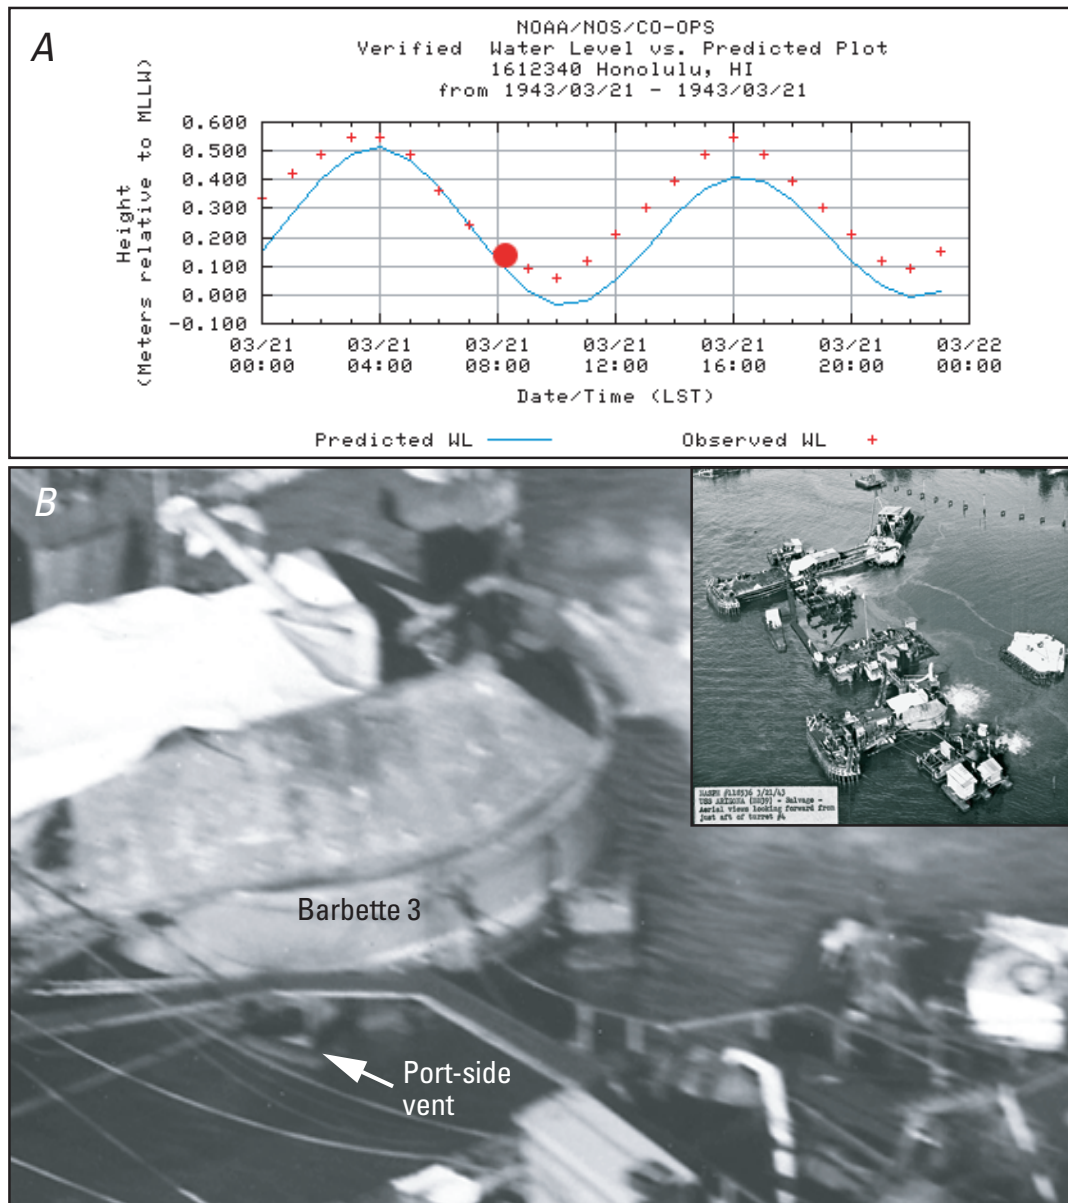 A
NOAA/NOS/CO-OPS
Verified Water Level vs. Predicted Plot
1612340 Honolulu, HI
from 1943/03/21 - 1943/03/21
Height
(Meters relative to MLLW)
0.600
0.500
0.400
0.300
0.200
0.100
0.000
-0.100
03/21 03/21 03/21 03/21 03/21 03/21 03/22
00:00 04:00 08:00 12:00 16:00 20:00 00:00
Date/Time (LST)
Predicted WL Observed WL +
B
NAVPH #118536 3/21/43
USS ARIZONA (BB39) - Salvage -
Aerial views looking forward from
just aft of turret #4
Barbette 3
Port-side
vent